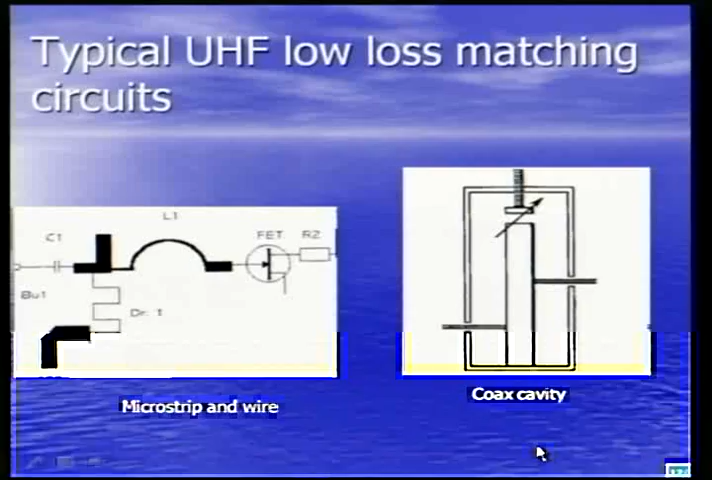 Typical UHF low loss matching
circuits
L1
C1
FET
R2
Bu1
Dr. 1
Microstrip and wire
Coax cavity